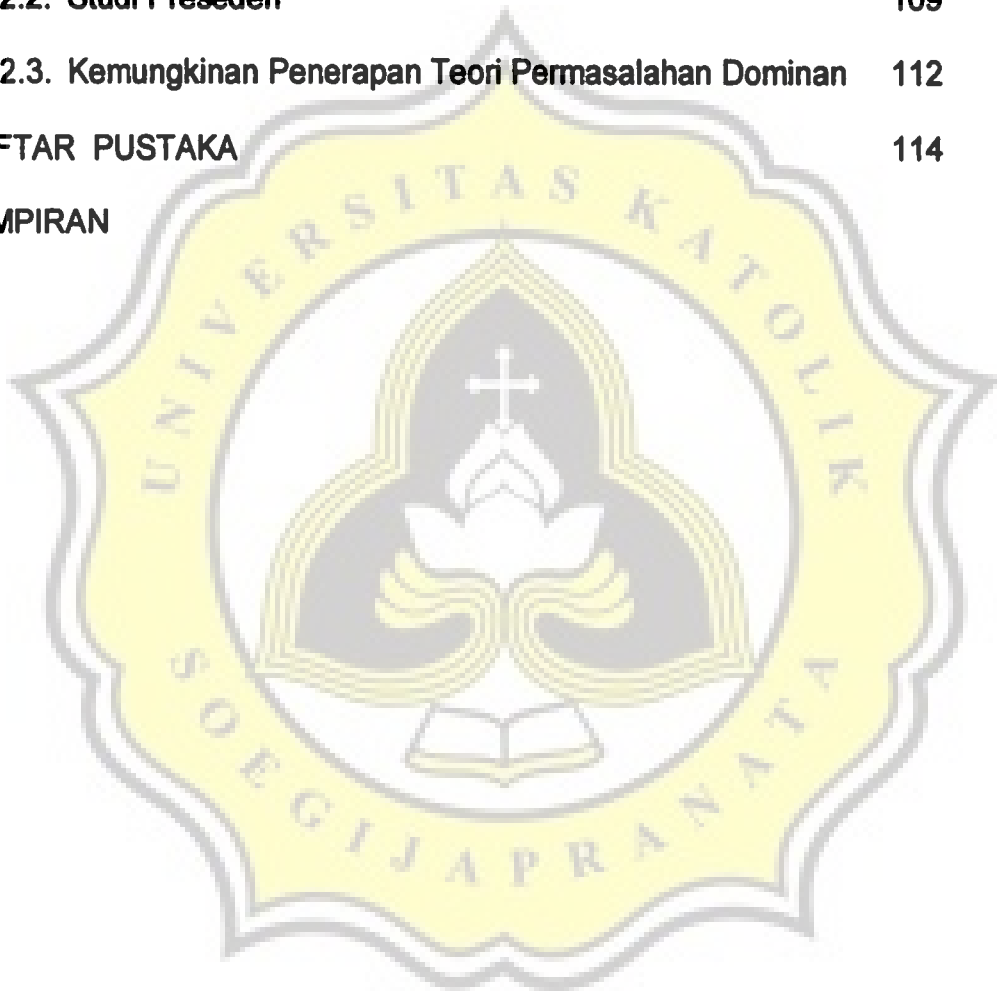 2.2. Studi Preseden 109
2.3. Kemungkinan Penerapan Teori Permasalahan Dominan 112
FTAR PUSTAKA 114
MPIRAN
UNIVERSITAS KATOLIK
SOEGIJAPRANATA